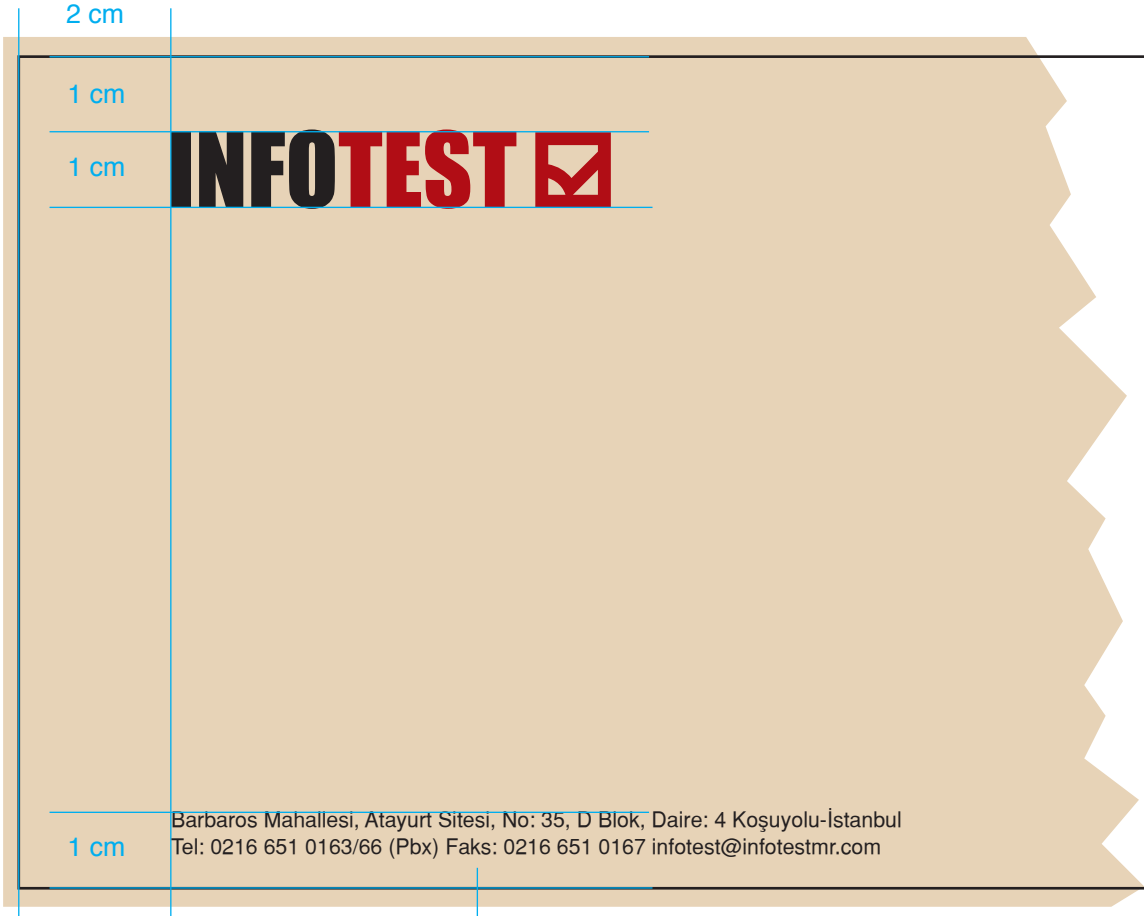 2 cm
1 cm
1 cm
INFOTEST
Barbaros Mahallesi, Atayurt Sitesi, No: 35, D Blok, Daire: 4 Koşuyolu-İstanbul
1 cm
Tel: 0216 651 0163/66 (Pbx) Faks: 0216 651 0167 infotest@infotestmr.com